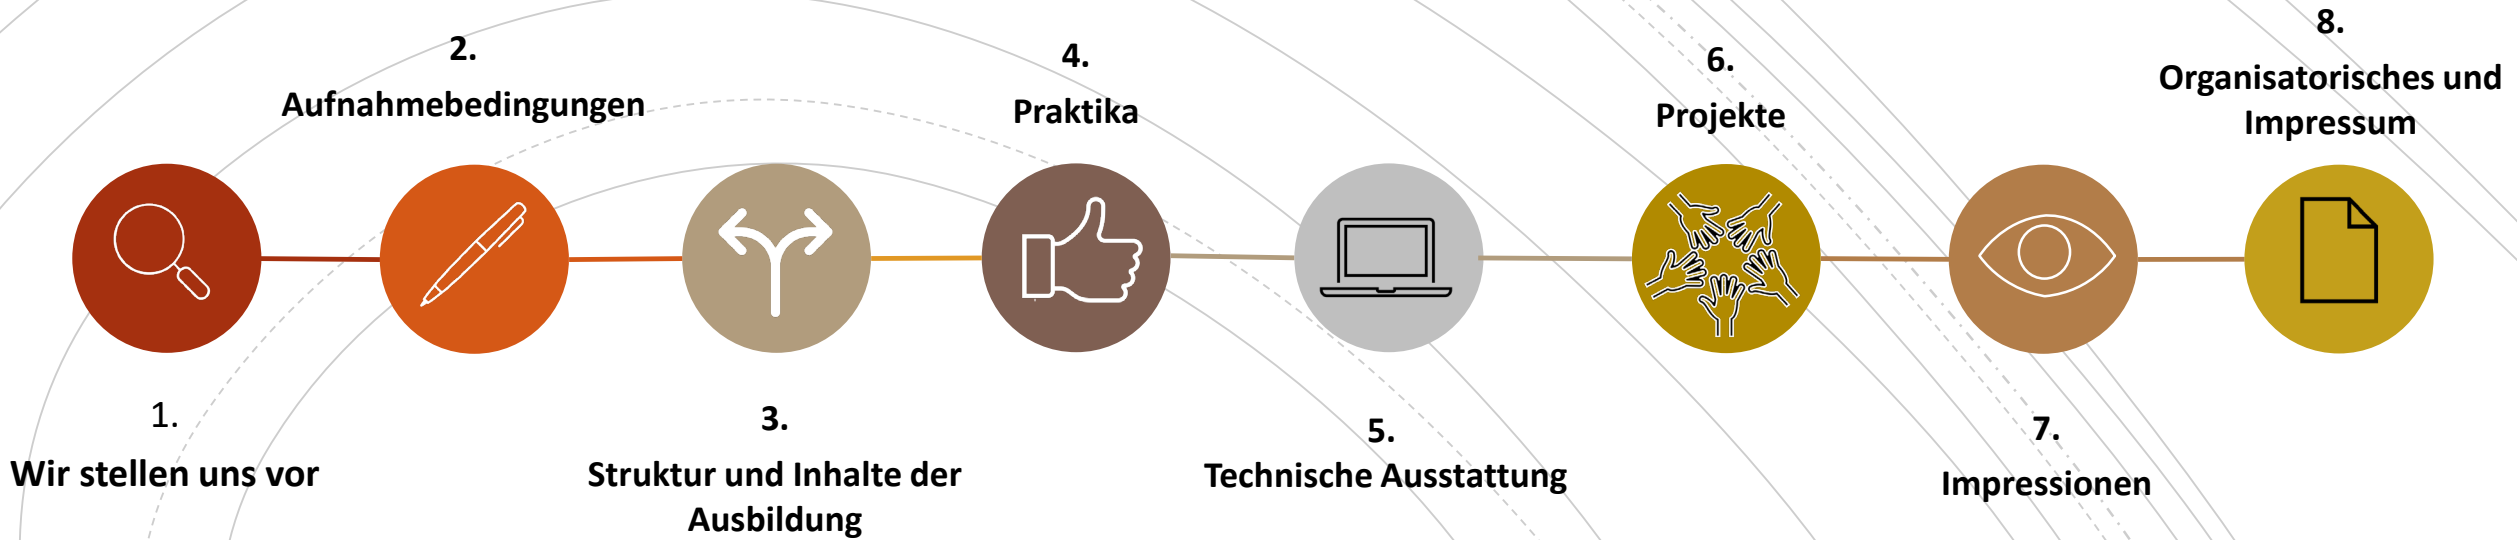 1.
Wir stellen uns vor
2.
Aufnahmebedingungen
3.
Struktur und Inhalte der
Ausbildung
4.
Praktika
5.
Technische Ausstattung
6.
Projekte
7.
Impressionen
8.
Organisatorisches und
Impressum